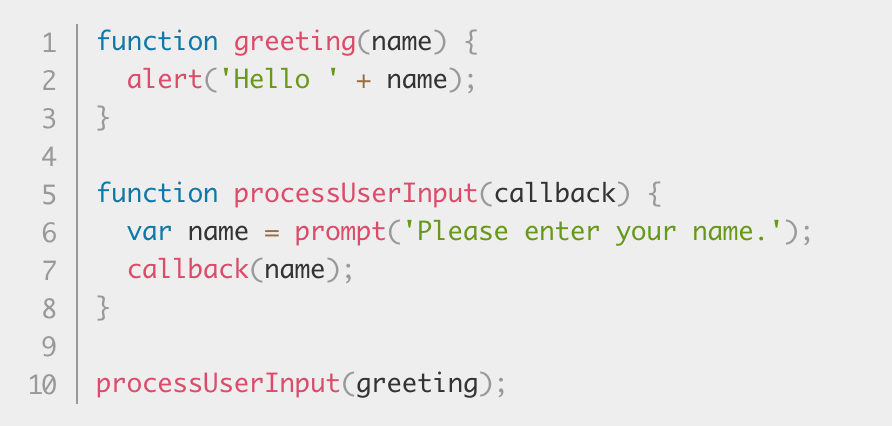 1 function greeting(name) {
2   alert('Hello ' + name);
3 }
4
5 function processUserInput(callback) {
6   var name = prompt('Please enter your name.');
7   callback(name);
8 }
9
10 processUserInput(greeting);